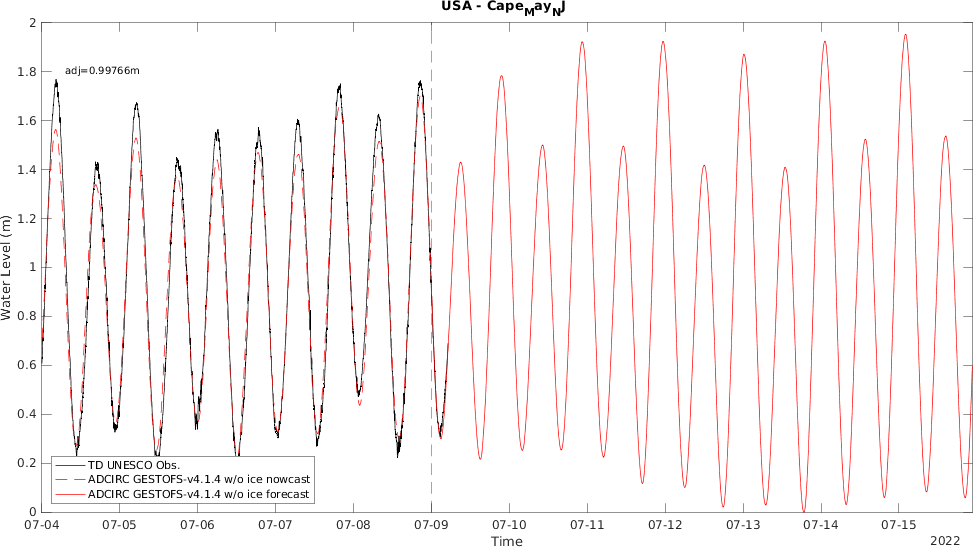 USA - Cape_May_NJ
2
1.8
1.6
1.4
1.2
1
0.8
0.6
0.4
0.2
0
Water Level (m)
adj=0.99766m
TD UNESCO Obs.
ADCIRC GESTOFS-v4.1.4 w/o ice nowcast
ADCIRC GESTOFS-v4.1.4 w/o ice forecast
07-04 07-05 07-06 07-07 07-08 07-09 07-10 07-11 07-12 07-13 07-14 07-15
Time
2022